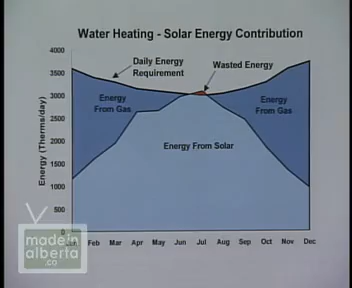 Water Heating - Solar Energy Contribution
4000
3500
3000
2500
2000
1500
1000
500
0
Energy (Therms/day)
Daily Energy
Requirement
Wasted Energy
Energy
From Gas
Energy
From Gas
Energy From Solar
Jan Feb Mar Apr May Jun Jul Aug Sep Oct Nov Dec
made in
alberta
.co